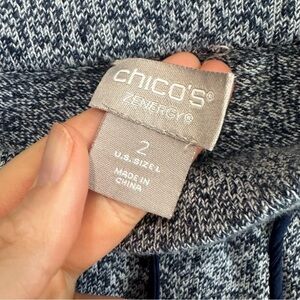 chico's®
ZENERGY®
2
U.S. SIZE L
MADE IN
CHINA